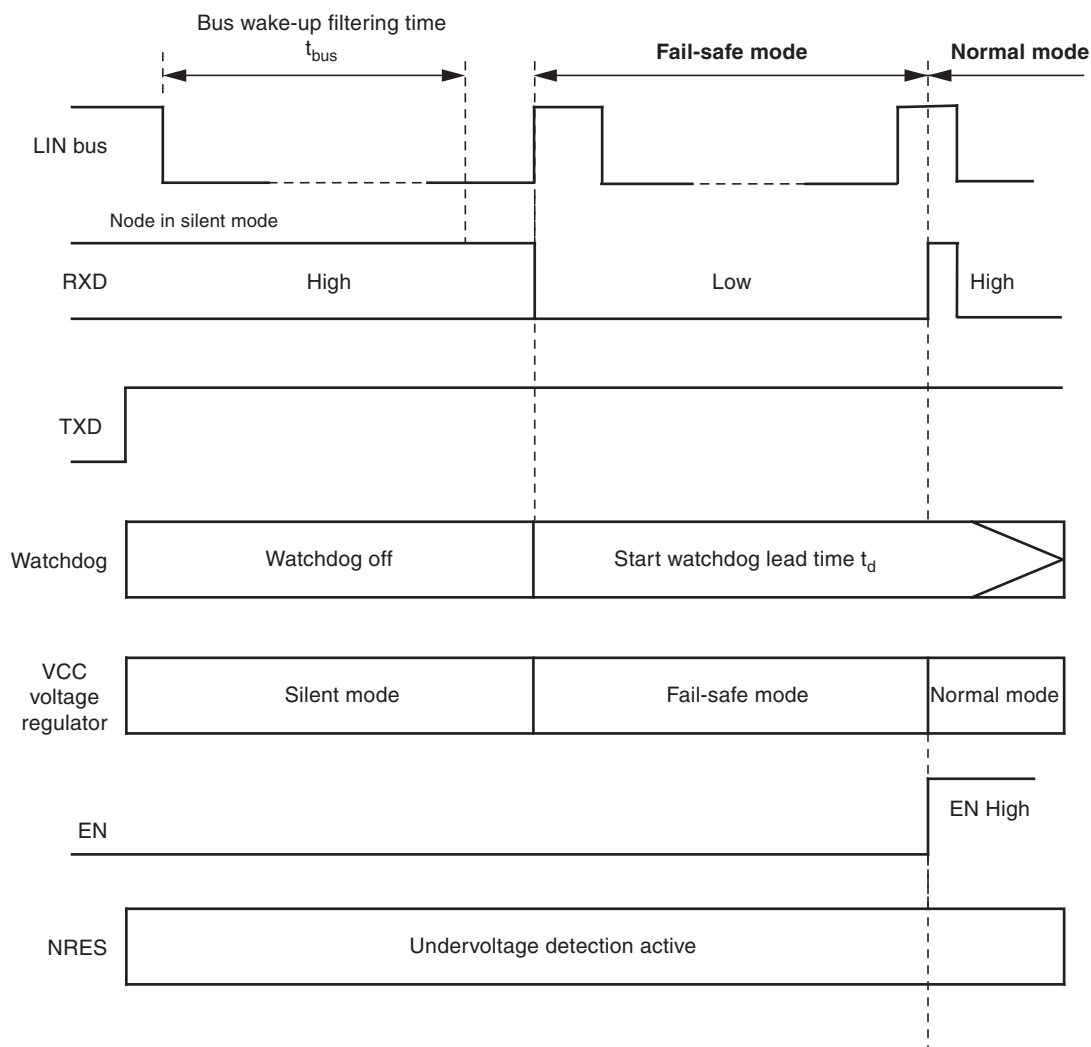 Bus wake-up filtering time
t_bus
Fail-safe mode
Normal mode
LIN bus
Node in silent mode
RXD
High
Low
High
TXD
Watchdog
Watchdog off
Start watchdog lead time t_d
VCC
voltage
regulator
Silent mode
Fail-safe mode
Normal mode
EN
EN High
NRES
Undervoltage detection active